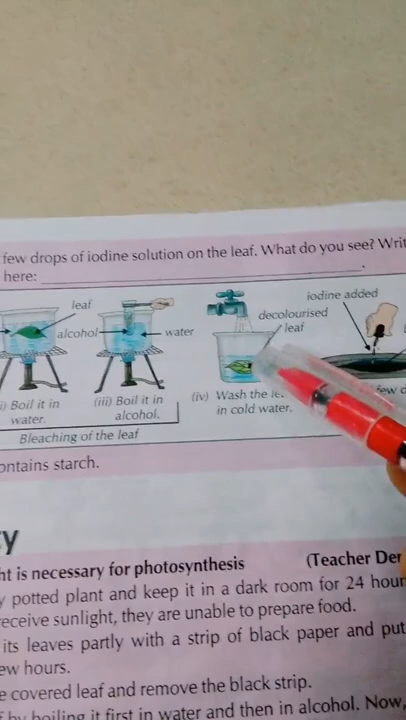 few drops of iodine solution on the leaf. What do you see? Writ
here:
iodine added
leaf
decolourised
leaf
alcohol
water
i) Boil it in
water.
(iii) Boil it in
alcohol.
(iv) Wash the
in cold water.
few
Bleaching of the leaf
ontains starch.
y
ht is necessary for photosynthesis (Teacher Der
y potted plant and keep it in a dark room for 24 hour
receive sunlight, they are unable to prepare food.
its leaves partly with a strip of black paper and put
ew hours.
e covered leaf and remove the black strip.
f by boiling it first in water and then in alcohol. Now,